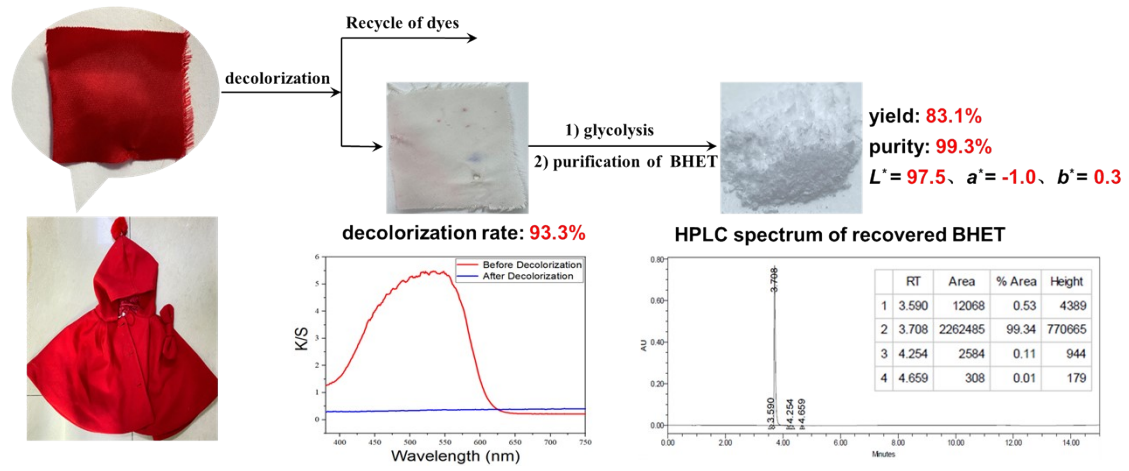 Recycle of dyes
decolorization
1) glycolysis
2) purification of BHET
yield: 83.1%
purity: 99.3%
L*= 97.5、a*= -1.0、b*= 0.3
decolorization rate: 93.3%
K/S
6
5
4
3
2
1
0
Before Decolorization
After Decolorization
400 450 500 550 600 650 700 750
Wavelength (nm)
HPLC spectrum of recovered BHET
AU
0.80
0.60
0.40
0.20
0.00
3.708
3.590
4.254
4.659
RT Area % Area Height
1 3.590 12068 0.53 4389
2 3.708 2262485 99.34 770665
3 4.254 2584 0.11 944
4 4.659 308 0.01 179
0.00 2.00 4.00 6.00 8.00 10.00 12.00 14.00
Minutes